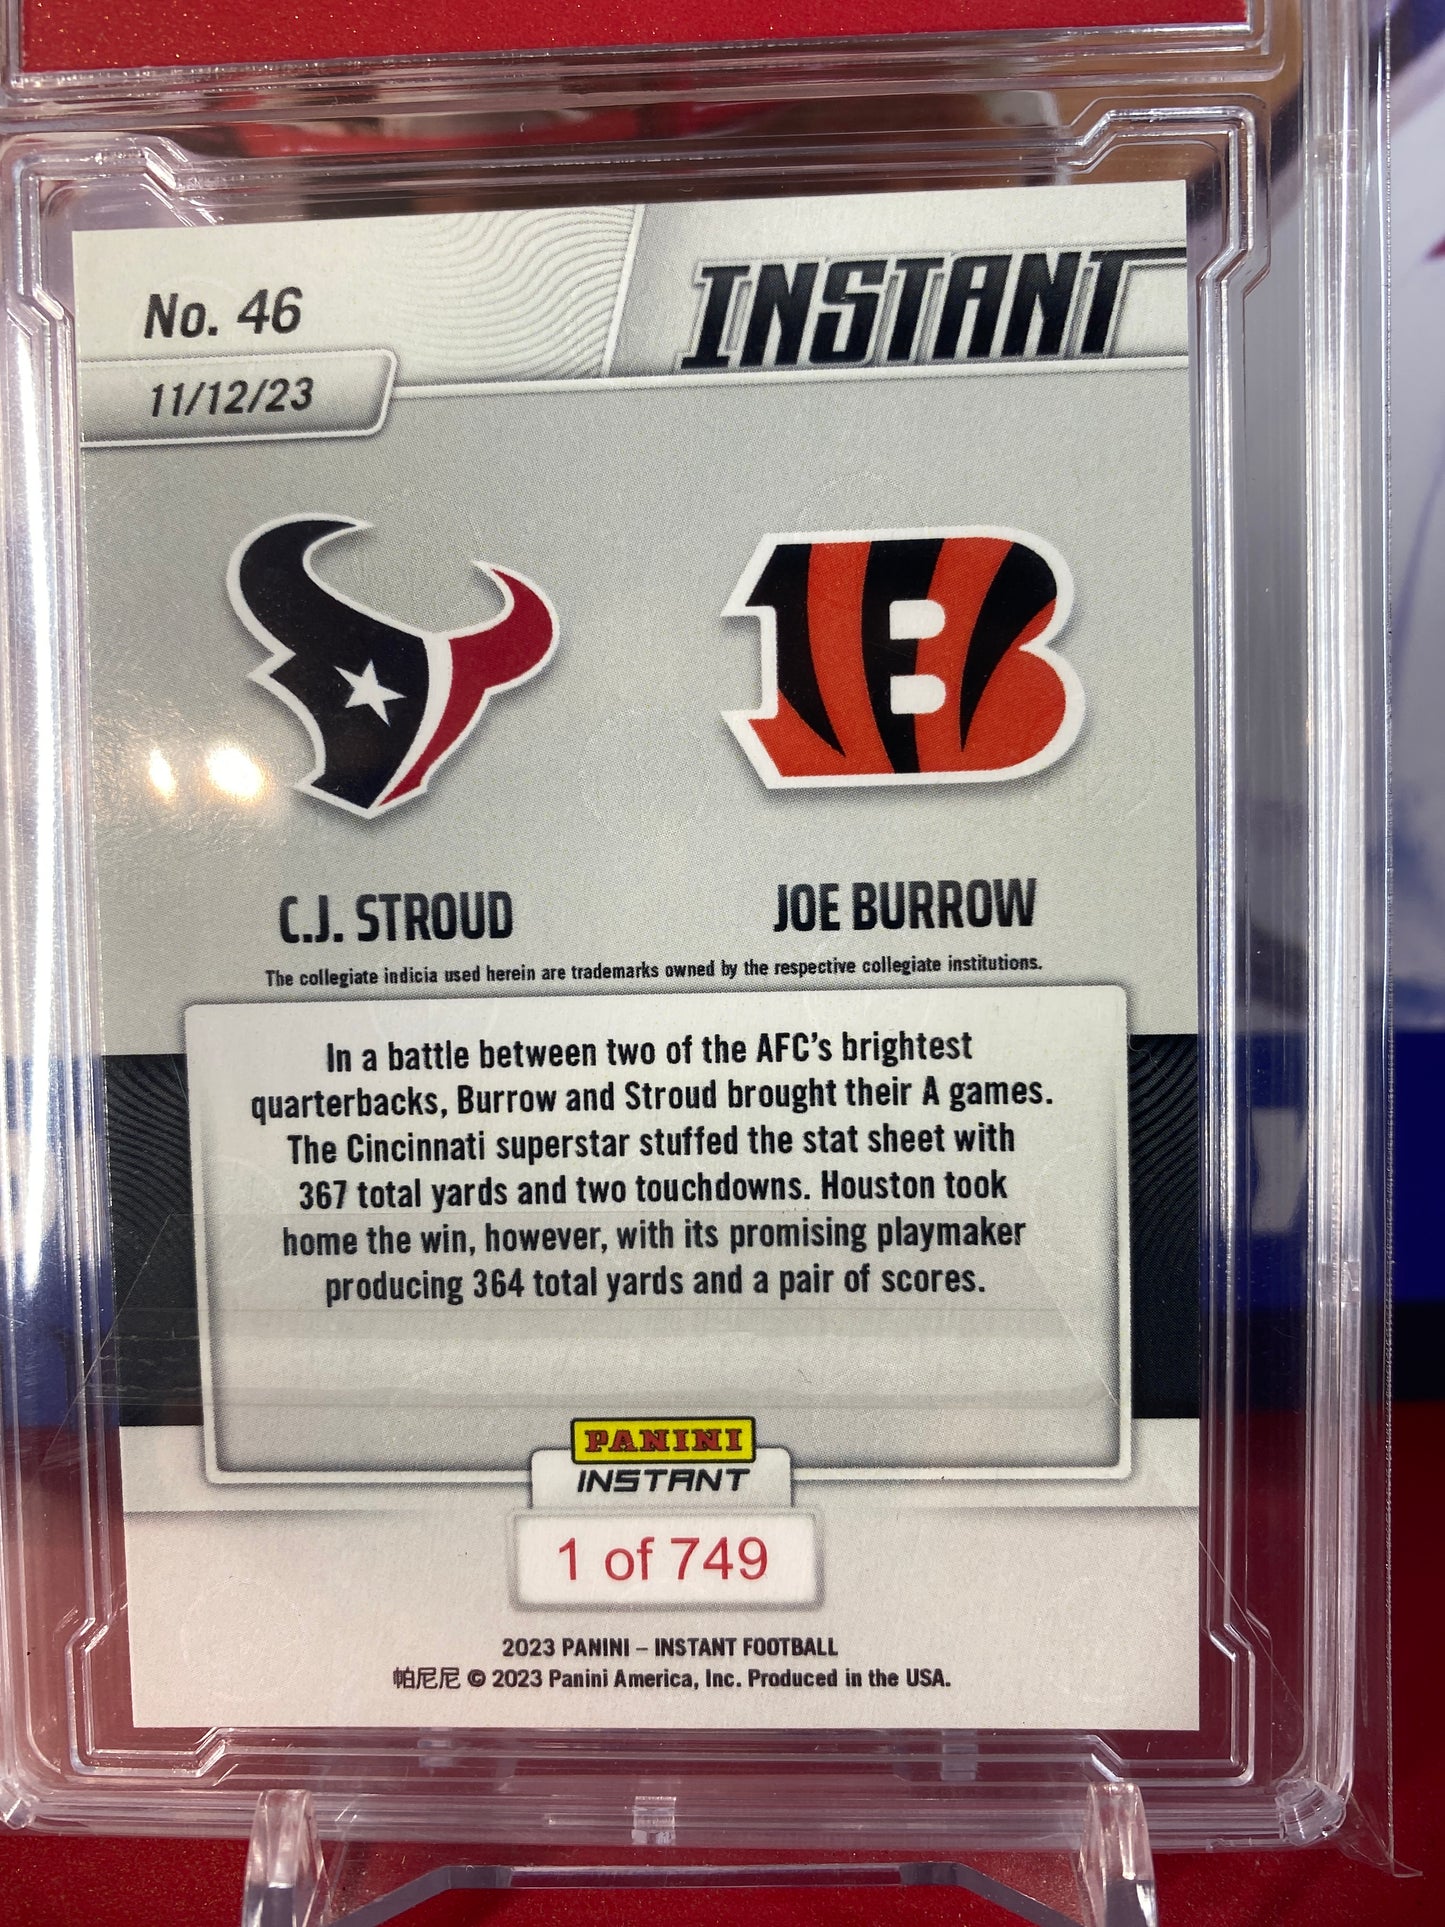 No. 46
INSTANT
11/12/23
C.J. STROUD
JOE BURROW
The collegiate indicia used herein are trademarks owned by the respective collegiate institutions.
In a battle between two of the AFC's brightest
quarterbacks, Burrow and Stroud brought their A games.
The Cincinnati superstar stuffed the stat sheet with
367 total yards and two touchdowns. Houston took
home the win, however, with its promising playmaker
producing 364 total yards and a pair of scores.
PANINI
INSTANT
1 of 749
2023 PANINI – INSTANT FOOTBALL
帕尼尼 © 2023 Panini America, Inc. Produced in the USA.